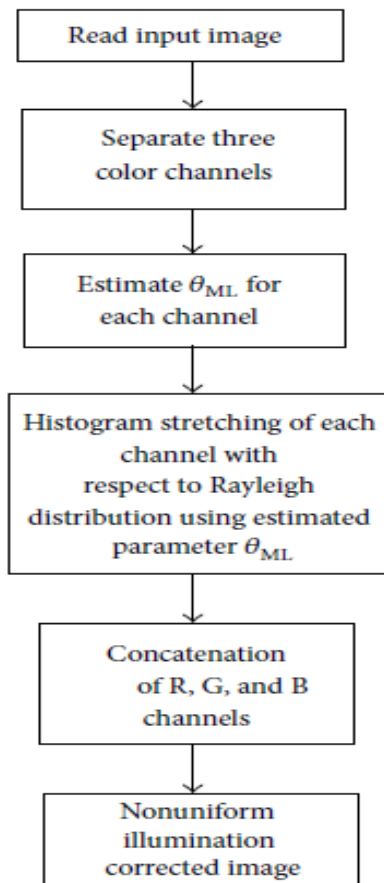 Read input image
Separate three
color channels
Estimate θML for
each channel
Histogram stretching of each
channel with
respect to Rayleigh
distribution using estimated
parameter θML
Concatenation
of R, G, and B
channels
Nonuniform
illumination
corrected image